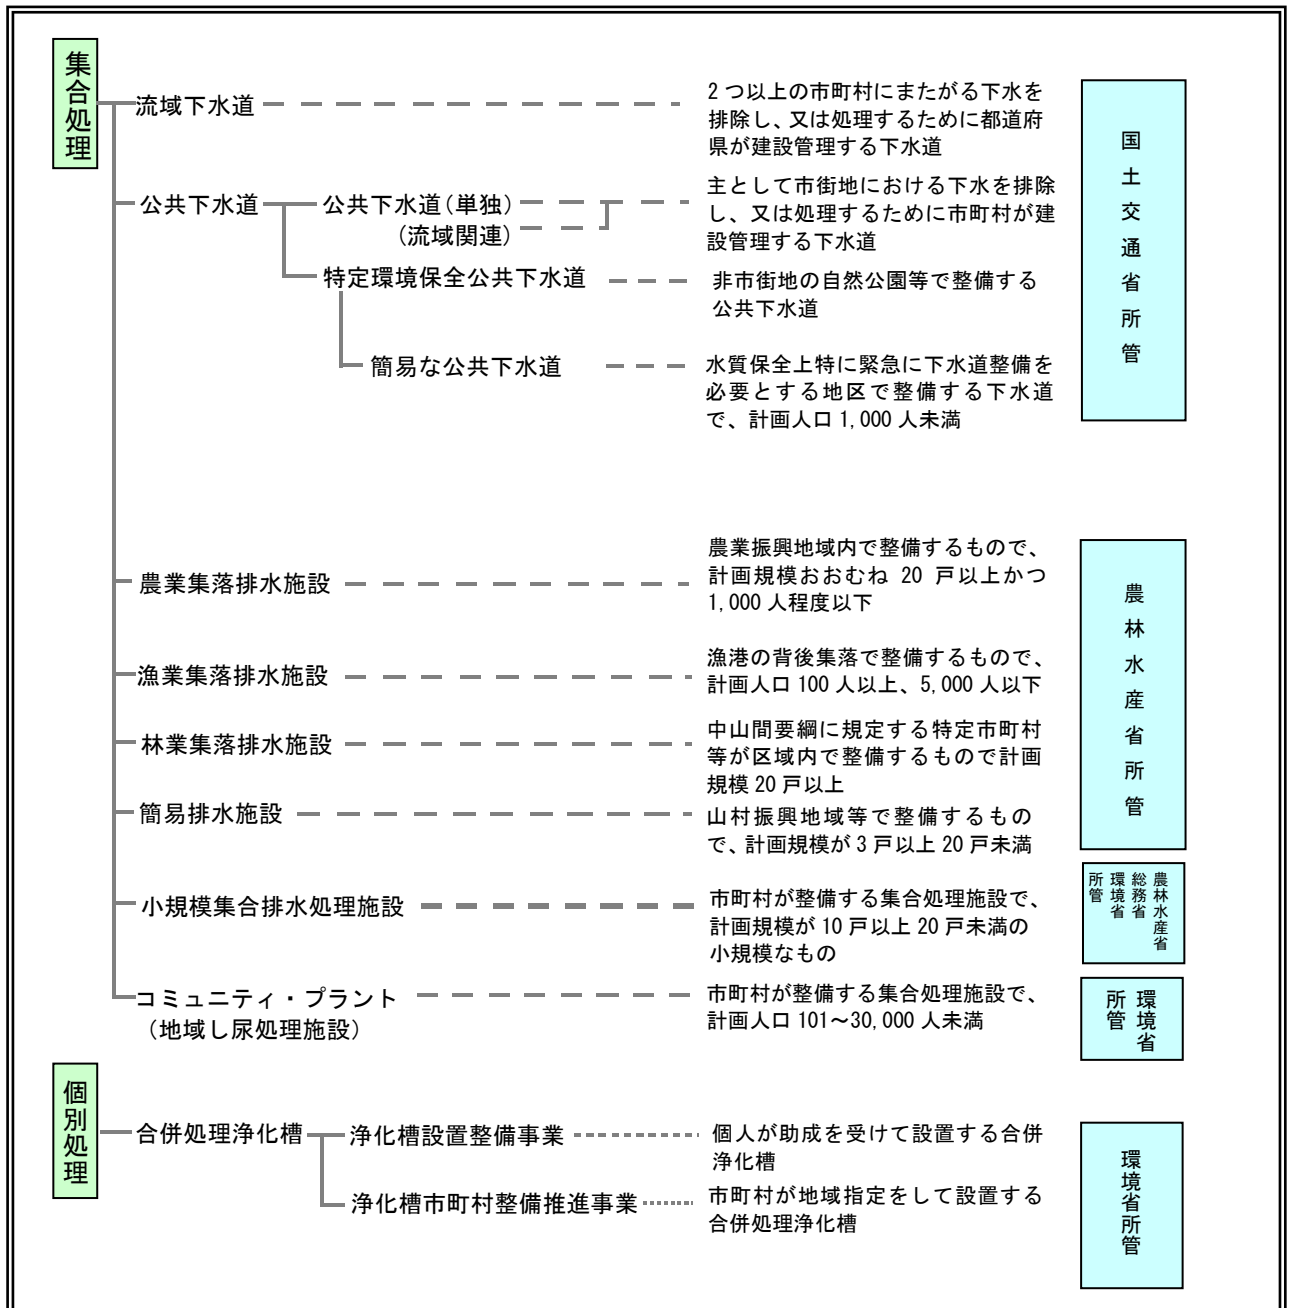 集合処理
流域下水道
2つ以上の市町村にまたがる下水を
排除し、又は処理するために都道府
県が建設管理する下水道
公共下水道
公共下水道(単独)
(流域関連)
主として市街地における下水を排除
し、又は処理するために市町村が建
設管理する下水道
特定環境保全公共下水道
非市街地の自然公園等で整備する
公共下水道
簡易な公共下水道
水質保全上特に緊急に下水道整備を
必要とする地区で整備する下水道
で、計画人口1,000人未満
国土交通省所管
農業集落排水施設
農業振興地域内で整備するもので、
計画規模おおむね 20 戸以上かつ
1,000人程度以下
漁業集落排水施設
漁港の背後集落で整備するもので、
計画人口100人以上、5,000人以下
林業集落排水施設
中山間要綱に規定する特定市町村
等が区域内で整備するもので計画
規模20戸以上
簡易排水施設
山村振興地域等で整備するもの
で、計画規模が3戸以上20戸未満
農林水産省所管
小規模集合排水処理施設
市町村が整備する集合処理施設で、
計画規模が10戸以上20戸未満の
小規模なもの
農林水産省
総務省
環境省
所管
コミュニティ・プラント
(地域し尿処理施設)
市町村が整備する集合処理施設で、
計画人口101～30,000人未満
環境省
所管
個別処理
合併処理浄化槽
浄化槽設置整備事業
個人が助成を受けて設置する合併
浄化槽
浄化槽市町村整備推進事業
市町村が地域指定をして設置する
合併処理浄化槽
環境省所管